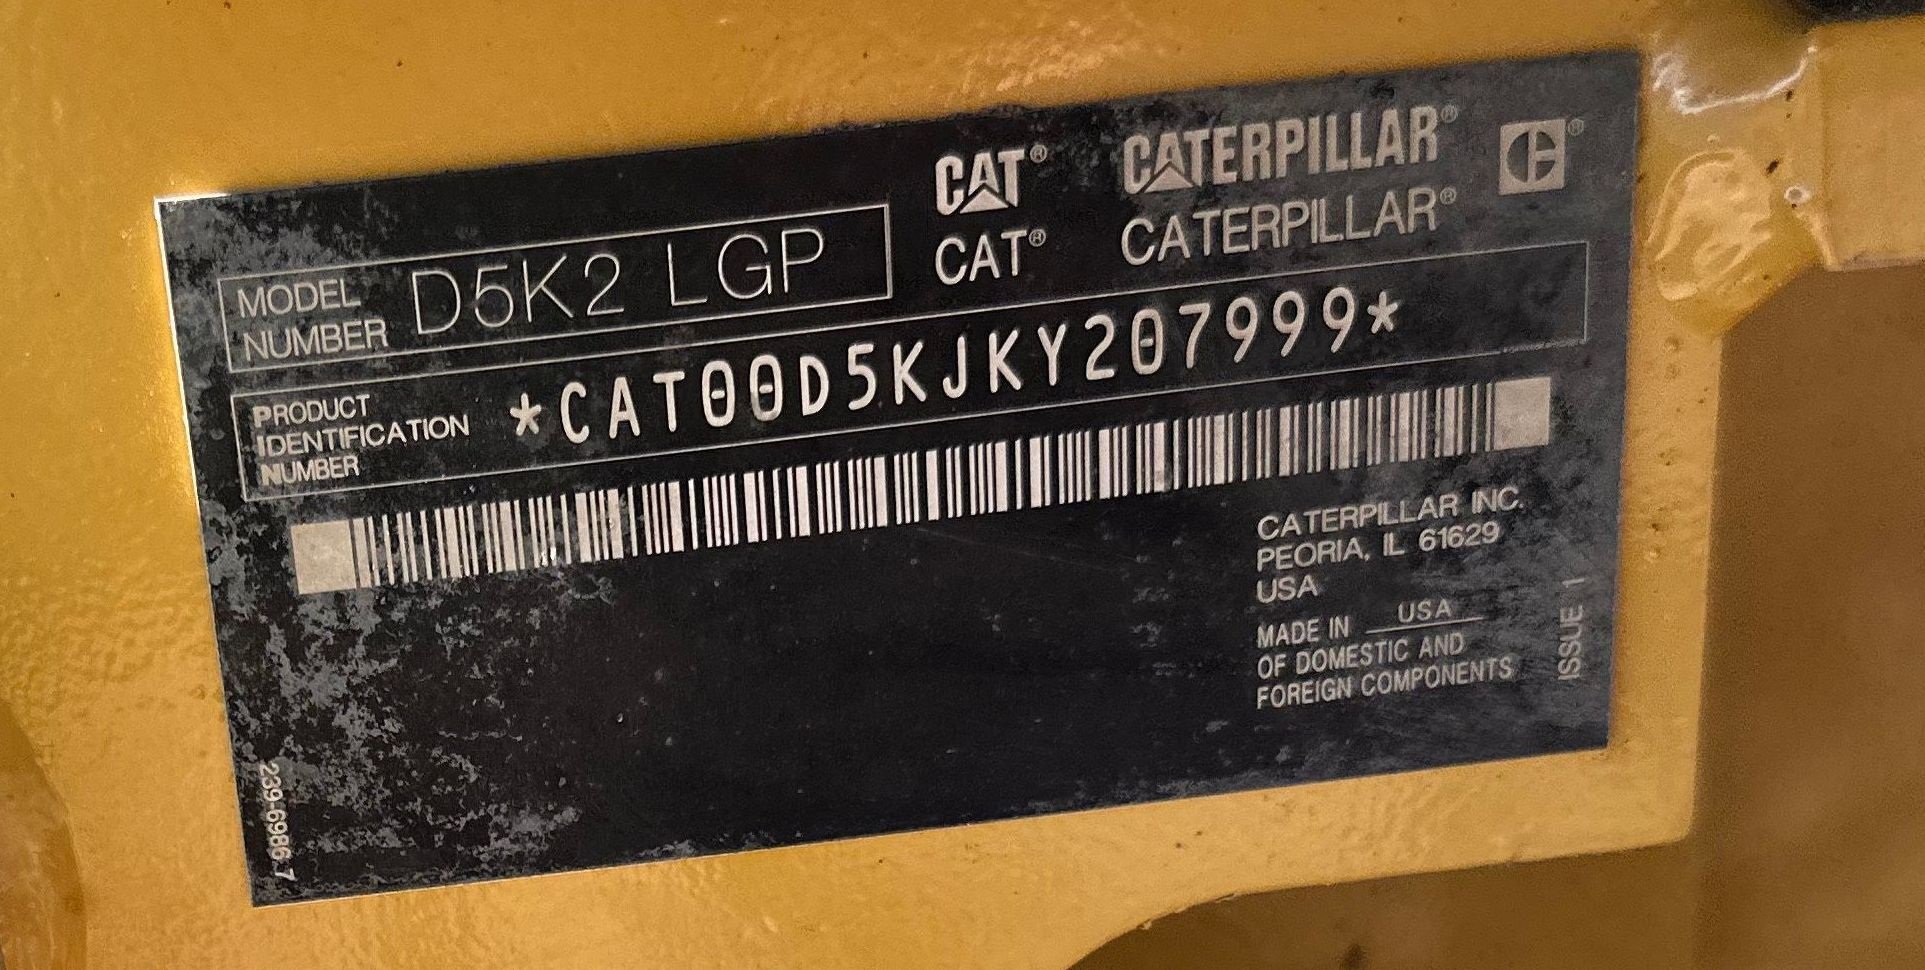 CAT® CATERPILLAR® ®
CAT® CATERPILLAR®
MODEL
NUMBER
D5K2 LGP
PRODUCT
IDENTIFICATION
NUMBER
*CAT00D5KJKY207999*
CATERPILLAR INC.
PEORIA, IL 61629
USA
MADE IN USA
OF DOMESTIC AND
FOREIGN COMPONENTS
ISSUE 1
239-6986 7